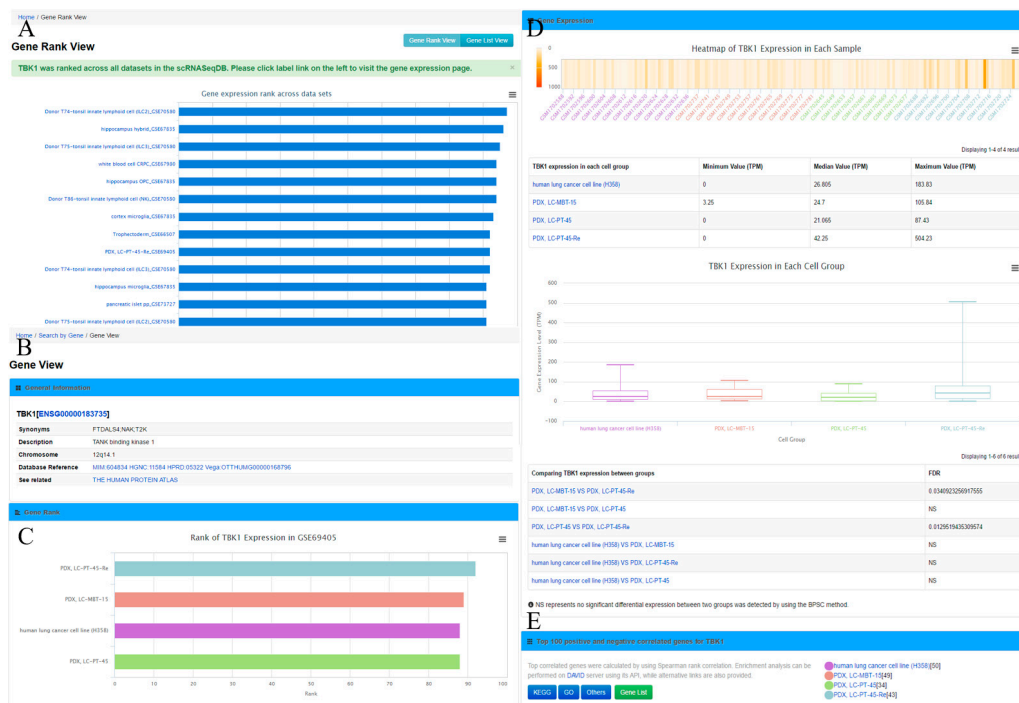 Home / Gene Rank View
A
Gene Rank View
Gene Rank View
Gene List View
TBK1 was ranked across all datasets in the scRNASeqDB. Please click label link on the left to visit the gene expression page.
×
Gene expression rank across data sets
Donor T74-tonsil innate lymphoid cell (ILC2)_GSE70580
hippocampus hybrid_GSE67835
Donor T75-tonsil innate lymphoid cell (ILC3)_GSE70580
white blood cell CRPC_GSE67980
hippocampus OPC_GSE67835
Donor T86-tonsil innate lymphoid cell (NK)_GSE70580
cortex microglia_GSE67835
Trophectoderm_GSE66507
PDX, LC-PT-45-Re_GSE69405
Donor T74-tonsil innate lymphoid cell (ILC3)_GSE70580
hippocampus microglia_GSE67835
pancreatic islet pp_GSE73727
Donor T75-tonsil innate lymphoid cell (ILC2)_GSE70580
Home / Search by Gene / Gene View
B
Gene View
General Information
TBK1[ENSG00000183735]
Synonyms FTDALS4;NAK;T2K
Description TANK binding kinase 1
Chromosome 12q14.1
Database Reference MIM:604834 HGNC:11584 HPRD:05322 Vega:OTTHUMG00000168796
See related THE HUMAN PROTEIN ATLAS
Gene Rank
C
Rank of TBK1 Expression in GSE69405
PDX, LC-PT-45-Re
PDX, LC-MBT-15
human lung cancer cell line (H358)
PDX, LC-PT-45
0 10 20 30 40 50 60 70 80 90 100
Rank
Gene Expression
D
Heatmap of TBK1 Expression in Each Sample
0
500
1000
Displaying 1-4 of 4 resul
TBK1 expression in each cell group Minimum Value (TPM) Median Value (TPM) Maximum Value (TPM)
human lung cancer cell line (H358) 0 26.805 183.83
PDX, LC-MBT-15 3.25 24.7 105.84
PDX, LC-PT-45 0 21.065 87.43
PDX, LC-PT-45-Re 0 42.25 504.23
TBK1 Expression in Each Cell Group
Gene Expression Level (TPM)
600
500
400
300
200
100
0
-100
human lung cancer cell line (H358) PDX, LC-MBT-15 PDX, LC-PT-45 PDX, LC-PT-45-Re
Cell Group
Displaying 1-6 of 6 resul
Comparing TBK1 expression between groups FDR
PDX, LC-MBT-15 VS PDX, LC-PT-45-Re 0.0340923256917555
PDX, LC-MBT-15 VS PDX, LC-PT-45 NS
PDX, LC-PT-45 VS PDX, LC-PT-45-Re 0.0129519435309574
human lung cancer cell line (H358) VS PDX, LC-MBT-15 NS
human lung cancer cell line (H358) VS PDX, LC-PT-45-Re NS
human lung cancer cell line (H358) VS PDX, LC-PT-45 NS
NS represents no significant differential expression between two groups was detected by using the BPSC method.
E
Top 100 positive and negative correlated genes for TBK1
Top correlated genes were calculated by using Spearman rank correlation. Enrichment analysis can be
performed on DAVID server using its API, while alternative links are also provided:
KEGG GO Others Gene List
human lung cancer cell line (H358)[50]
PDX, LC-MBT-15[49]
PDX, LC-PT-45[34]
PDX, LC-PT-45-Re[43]